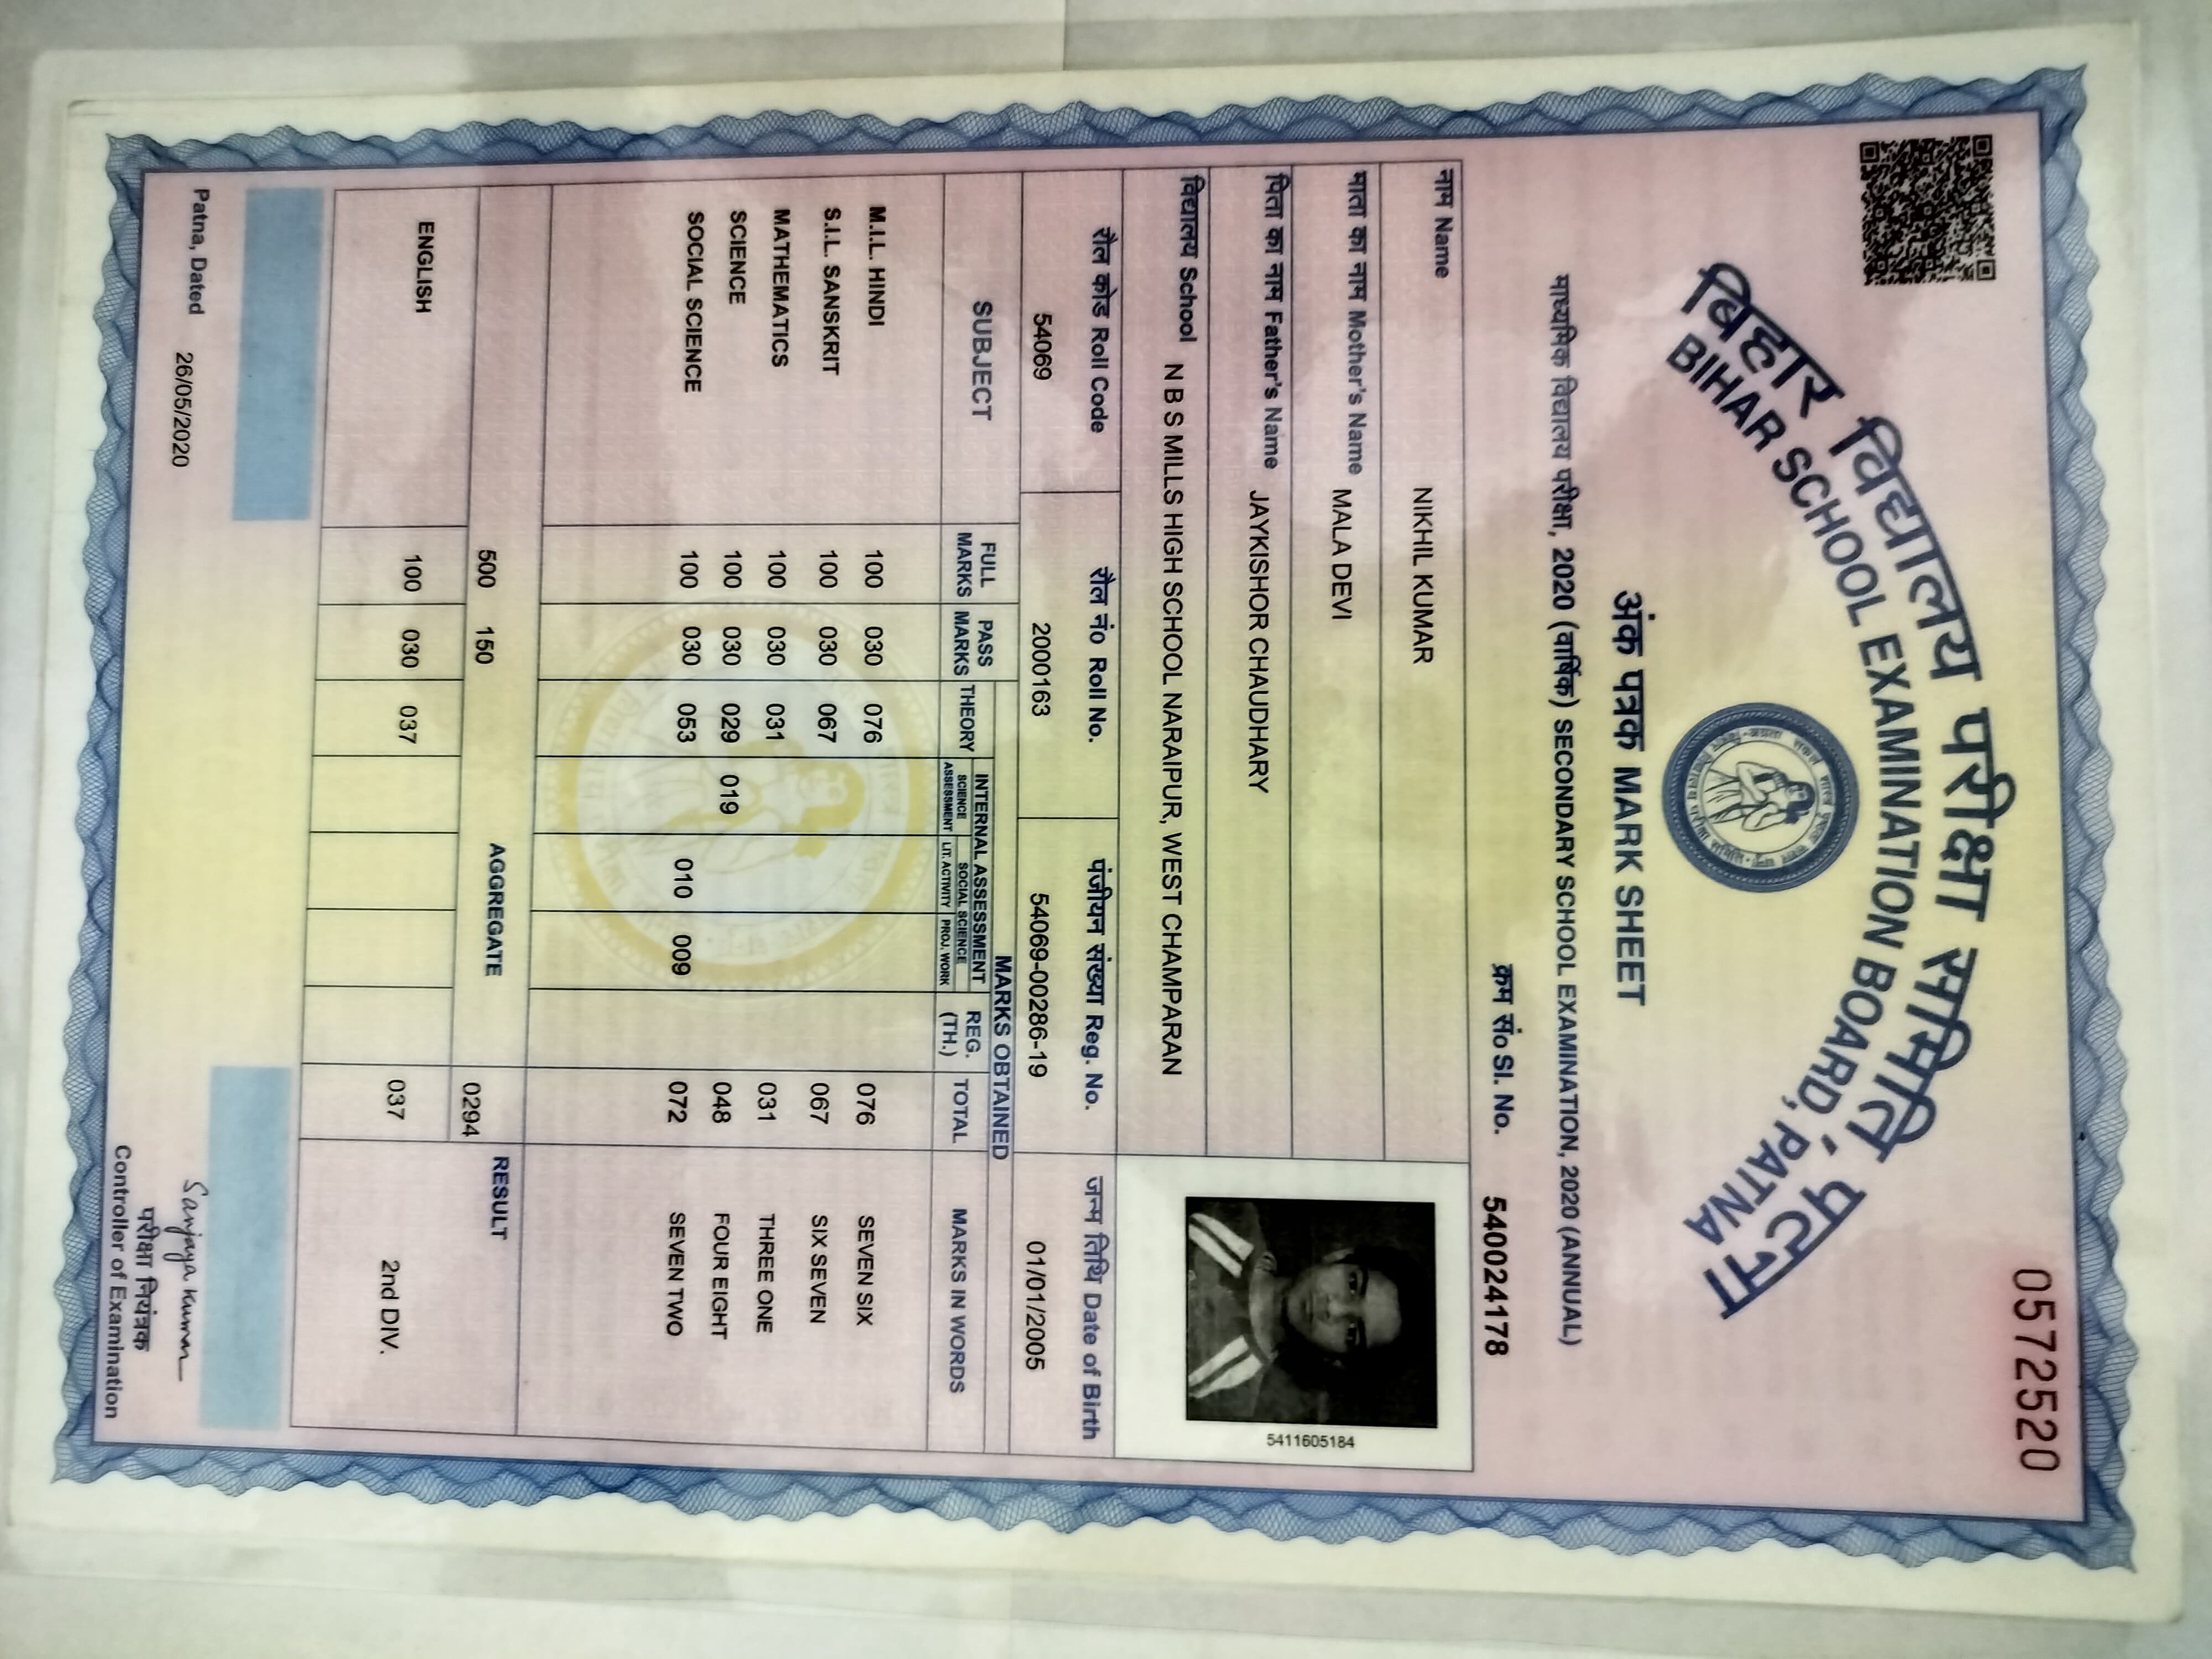 0572520
बिहार विद्यालय परीक्षा समिति, पटना
BIHAR SCHOOL EXAMINATION BOARD, PATNA
अंक पत्रक MARK SHEET
माध्यमिक विद्यालय परीक्षा, 2020 (वार्षिक) SECONDARY SCHOOL EXAMINATION, 2020 (ANNUAL)
क्रम सं० Sl. No. 540024178
नाम Name NIKHIL KUMAR
माता का नाम Mother's Name MALA DEVI
पिता का नाम Father's Name JAYKISHOR CHAUDHARY
विद्यालय School N B S MILLS HIGH SCHOOL NARAIPUR, WEST CHAMPARAN
5411605184
रौल कोड Roll Code रौल नं० Roll No. पंजीयन संख्या Reg. No. जन्म तिथि Date of Birth
54069 2000163 54069-00286-19 01/01/2005
MARKS OBTAINED
SUBJECT FULL MARKS PASS MARKS THEORY INTERNAL ASSESSMENT REG. (TH.) TOTAL MARKS IN WORDS
SCIENCE ASSESSMENT SOCIAL SCIENCE
LIT. ACTIVITY PROJ. WORK
M.I.L. HINDI 100 030 076 076 SEVEN SIX
S.I.L. SANSKRIT 100 030 067 067 SIX SEVEN
MATHEMATICS 100 030 031 031 THREE ONE
SCIENCE 100 030 029 019 048 FOUR EIGHT
SOCIAL SCIENCE 100 030 053 010 009 072 SEVEN TWO
500 150 AGGREGATE 0294 RESULT
ENGLISH 100 030 037 037 2nd DIV.
Patna, Dated 26/05/2020
Sanjaya Kumar
परीक्षा नियंत्रक
Controller of Examination